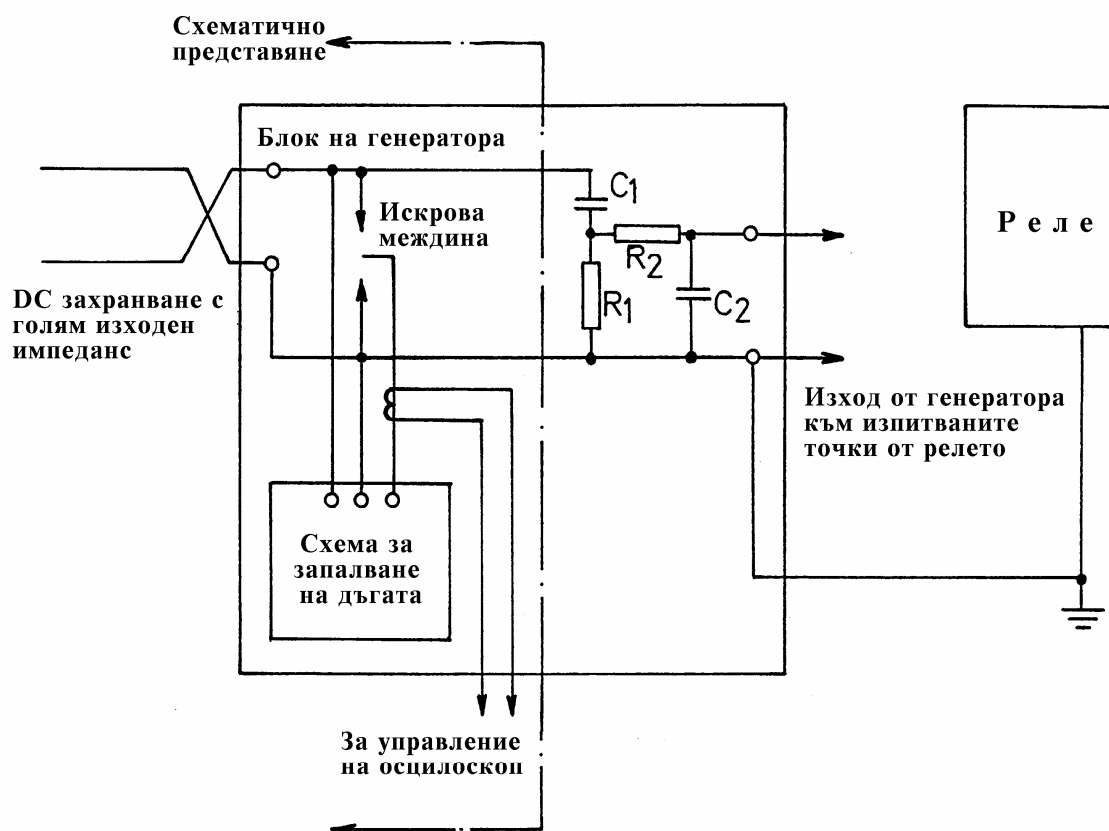 Схематично
представяне
Блок на генератора
Искрова
междина
C1
R2
R1
C2
Реле
DC захранване с
голям изходен
импеданс
Изход от генератора
към изпитваните
точки от релето
Схема за
запалване
на дъгата
За управление
на осцилоскоп